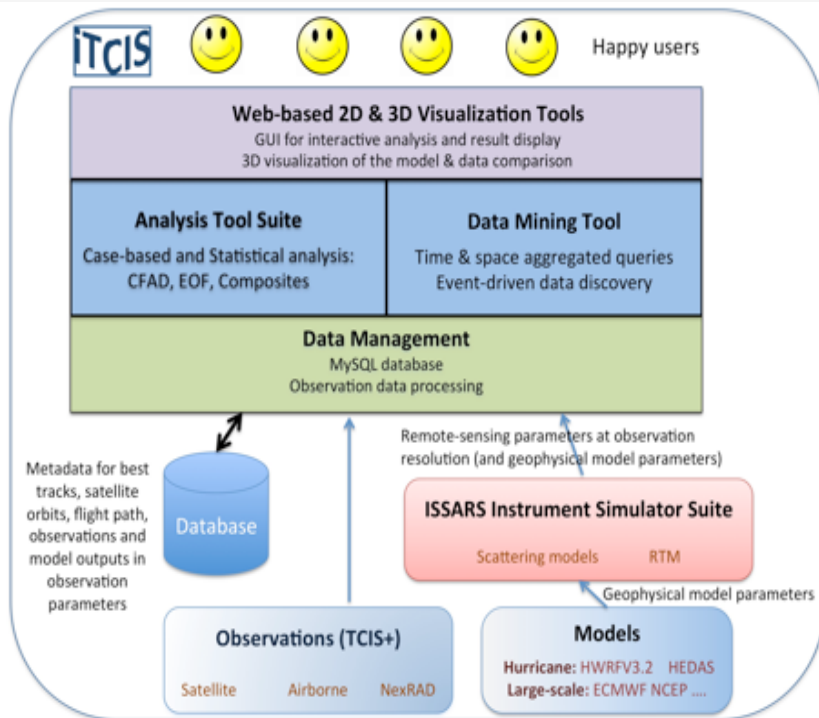 iTCIS
Happy users
Web-based 2D & 3D Visualization Tools
GUI for interactive analysis and result display
3D visualization of the model & data comparison
Analysis Tool Suite
Case-based and Statistical analysis:
CFAD, EOF, Composites
Data Mining Tool
Time & space aggregated queries
Event-driven data discovery
Data Management
MySQL database
Observation data processing
Metadata for best
tracks, satellite
orbits, flight path,
observations and
model outputs in
observation
parameters
Database
Remote-sensing parameters at observation
resolution (and geophysical model parameters)
ISSARS Instrument Simulator Suite
Scattering models RTM
Geophysical model parameters
Observations (TCIS+)
Satellite Airborne NexRAD
Models
Hurricane: HWRFV3.2 HEDAS
Large-scale: ECMWF NCEP ....